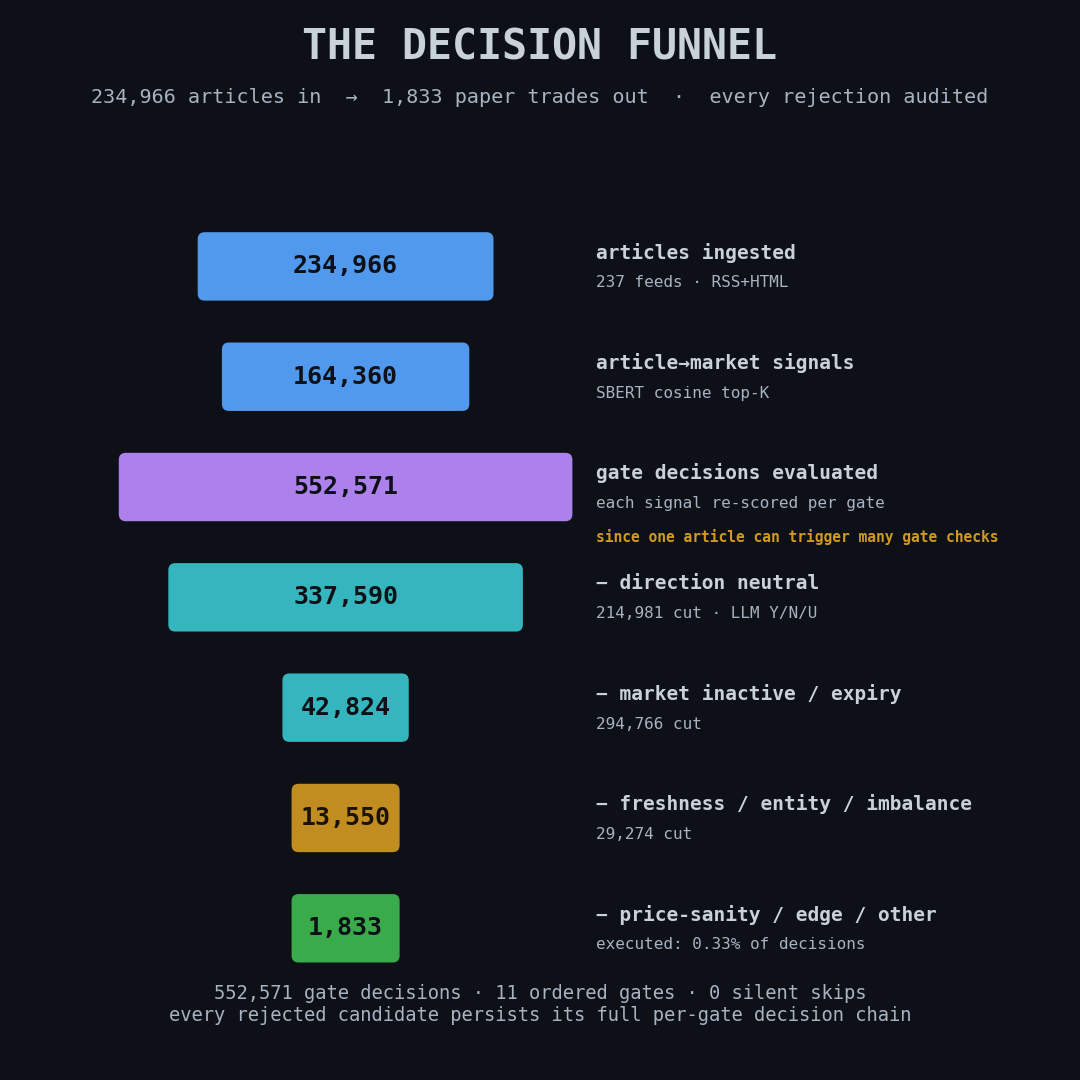 THE DECISION FUNNEL
234,966 articles in → 1,833 paper trades out · every rejection audited
234,966
articles ingested
237 feeds · RSS+HTML
164,360
article→market signals
SBERT cosine top-K
552,571
gate decisions evaluated
each signal re-scored per gate
since one article can trigger many gate checks
337,590
− direction neutral
214,981 cut · LLM Y/N/U
42,824
− market inactive / expiry
294,766 cut
13,550
− freshness / entity / imbalance
29,274 cut
1,833
− price-sanity / edge / other
executed: 0.33% of decisions
552,571 gate decisions · 11 ordered gates · 0 silent skips
every rejected candidate persists its full per-gate decision chain